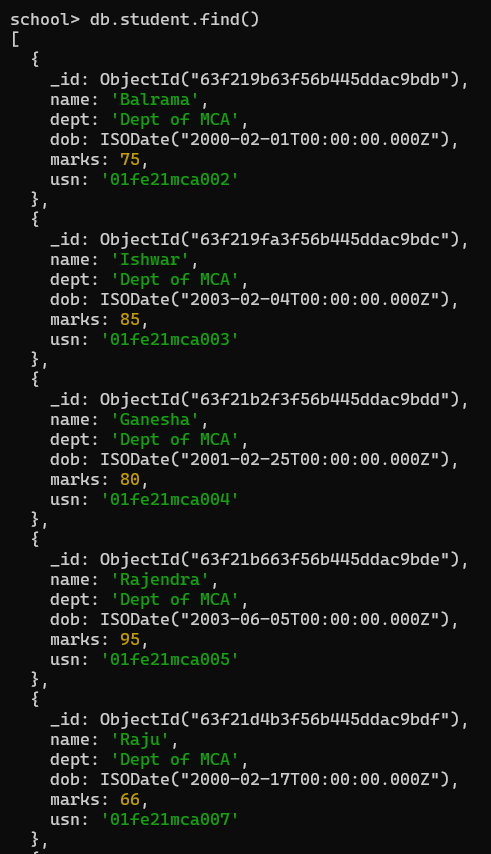 school> db.student.find()
[
  {
    _id: ObjectId("63f219b63f56b445ddac9bdb"),
    name: 'Balrama',
    dept: 'Dept of MCA',
    dob: ISODate("2000-02-01T00:00:00.000Z"),
    marks: 75,
    usn: '01fe21mca002'
  },
  {
    _id: ObjectId("63f219fa3f56b445ddac9bdc"),
    name: 'Ishwar',
    dept: 'Dept of MCA',
    dob: ISODate("2003-02-04T00:00:00.000Z"),
    marks: 85,
    usn: '01fe21mca003'
  },
  {
    _id: ObjectId("63f21b2f3f56b445ddac9bdd"),
    name: 'Ganesha',
    dept: 'Dept of MCA',
    dob: ISODate("2001-02-25T00:00:00.000Z"),
    marks: 80,
    usn: '01fe21mca004'
  },
  {
    _id: ObjectId("63f21b663f56b445ddac9bde"),
    name: 'Rajendra',
    dept: 'Dept of MCA',
    dob: ISODate("2003-06-05T00:00:00.000Z"),
    marks: 95,
    usn: '01fe21mca005'
  },
  {
    _id: ObjectId("63f21d4b3f56b445ddac9bdf"),
    name: 'Raju',
    dept: 'Dept of MCA',
    dob: ISODate("2000-02-17T00:00:00.000Z"),
    marks: 66,
    usn: '01fe21mca007'
  },
  {